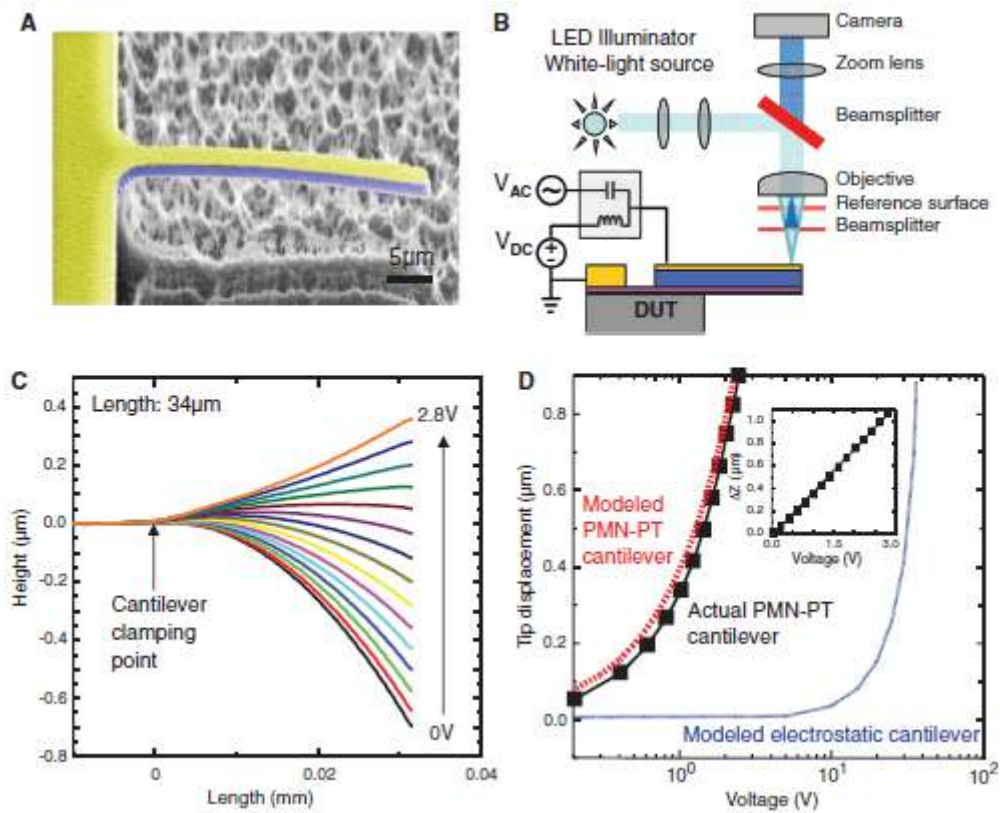 A
5μm
B
LED Illuminator
White-light source
Camera
Zoom lens
Beamsplitter
Objective
Reference surface
Beamsplitter
VAC
VDC
DUT
C
Length: 34μm
2.8V
0V
Cantilever
clamping
point
Height (μm)
0.4
0.2
0.0
-0.2
-0.4
-0.6
-0.8
0
0.02
0.04
Length (mm)
D
Tip displacement (μm)
0.8
0.6
0.4
0.2
0.0
Modeled
PMN-PT
cantilever
Actual PMN-PT
cantilever
Modeled electrostatic cantilever
ΔZ (μm)
1.0
0.8
0.6
0.4
0.2
0.0
0.0
1.0
2.0
3.0
Voltage (V)
10⁰
10¹
10²
Voltage (V)